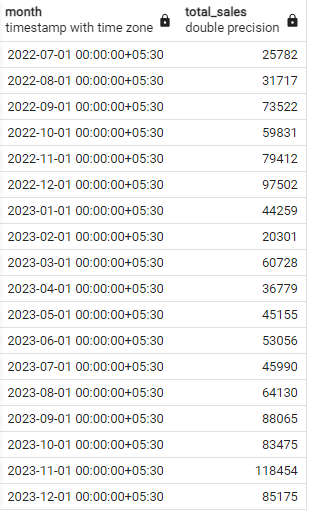 month total_sales
timestamp with time zone double precision
2022-07-01 00:00:00+05:30 25782
2022-08-01 00:00:00+05:30 31717
2022-09-01 00:00:00+05:30 73522
2022-10-01 00:00:00+05:30 59831
2022-11-01 00:00:00+05:30 79412
2022-12-01 00:00:00+05:30 97502
2023-01-01 00:00:00+05:30 44259
2023-02-01 00:00:00+05:30 20301
2023-03-01 00:00:00+05:30 60728
2023-04-01 00:00:00+05:30 36779
2023-05-01 00:00:00+05:30 45155
2023-06-01 00:00:00+05:30 53056
2023-07-01 00:00:00+05:30 45990
2023-08-01 00:00:00+05:30 64130
2023-09-01 00:00:00+05:30 88065
2023-10-01 00:00:00+05:30 83475
2023-11-01 00:00:00+05:30 118454
2023-12-01 00:00:00+05:30 85175